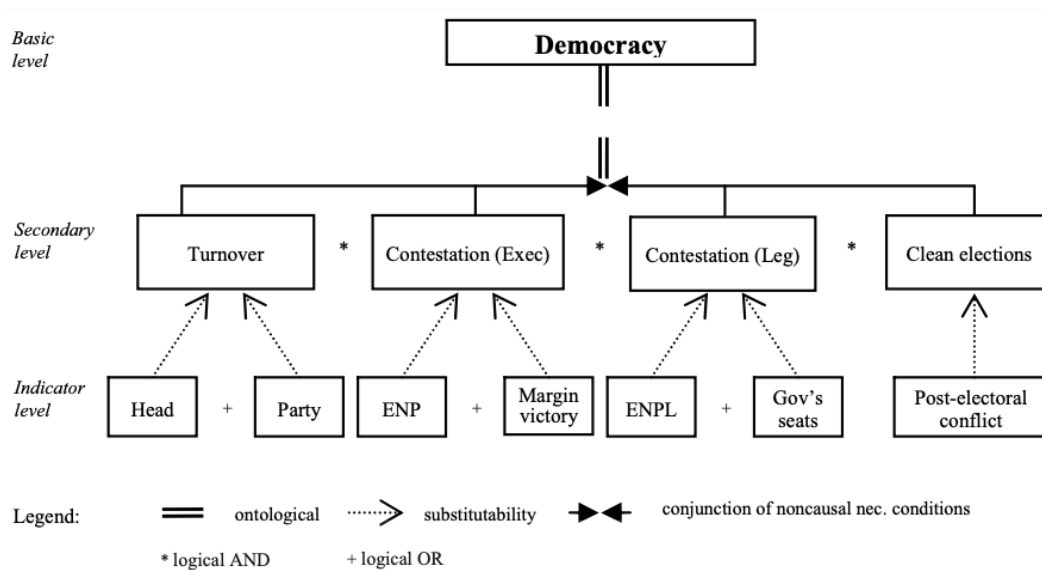 Basic
level
Democracy
Secondary
level
Turnover * Contestation (Exec) * Contestation (Leg) * Clean elections
Indicator
level
Head + Party ENP + Margin
victory ENPL + Gov's
seats Post-electoral
conflict
Legend: ontological substitutability conjunction of noncausal nec. conditions
* logical AND + logical OR